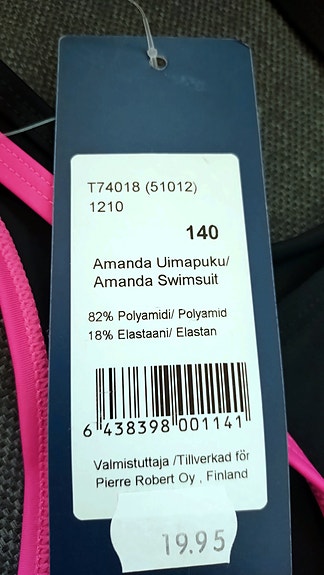 T74018 (51012)
1210
140
Amanda Uimapuku/
Amanda Swimsuit
82% Polyamidi/ Polyamid
18% Elastaani/ Elastan
6 438398 001141
Valmistuttaja /Tillverkad för
Pierre Robert Oy , Finland
19.95